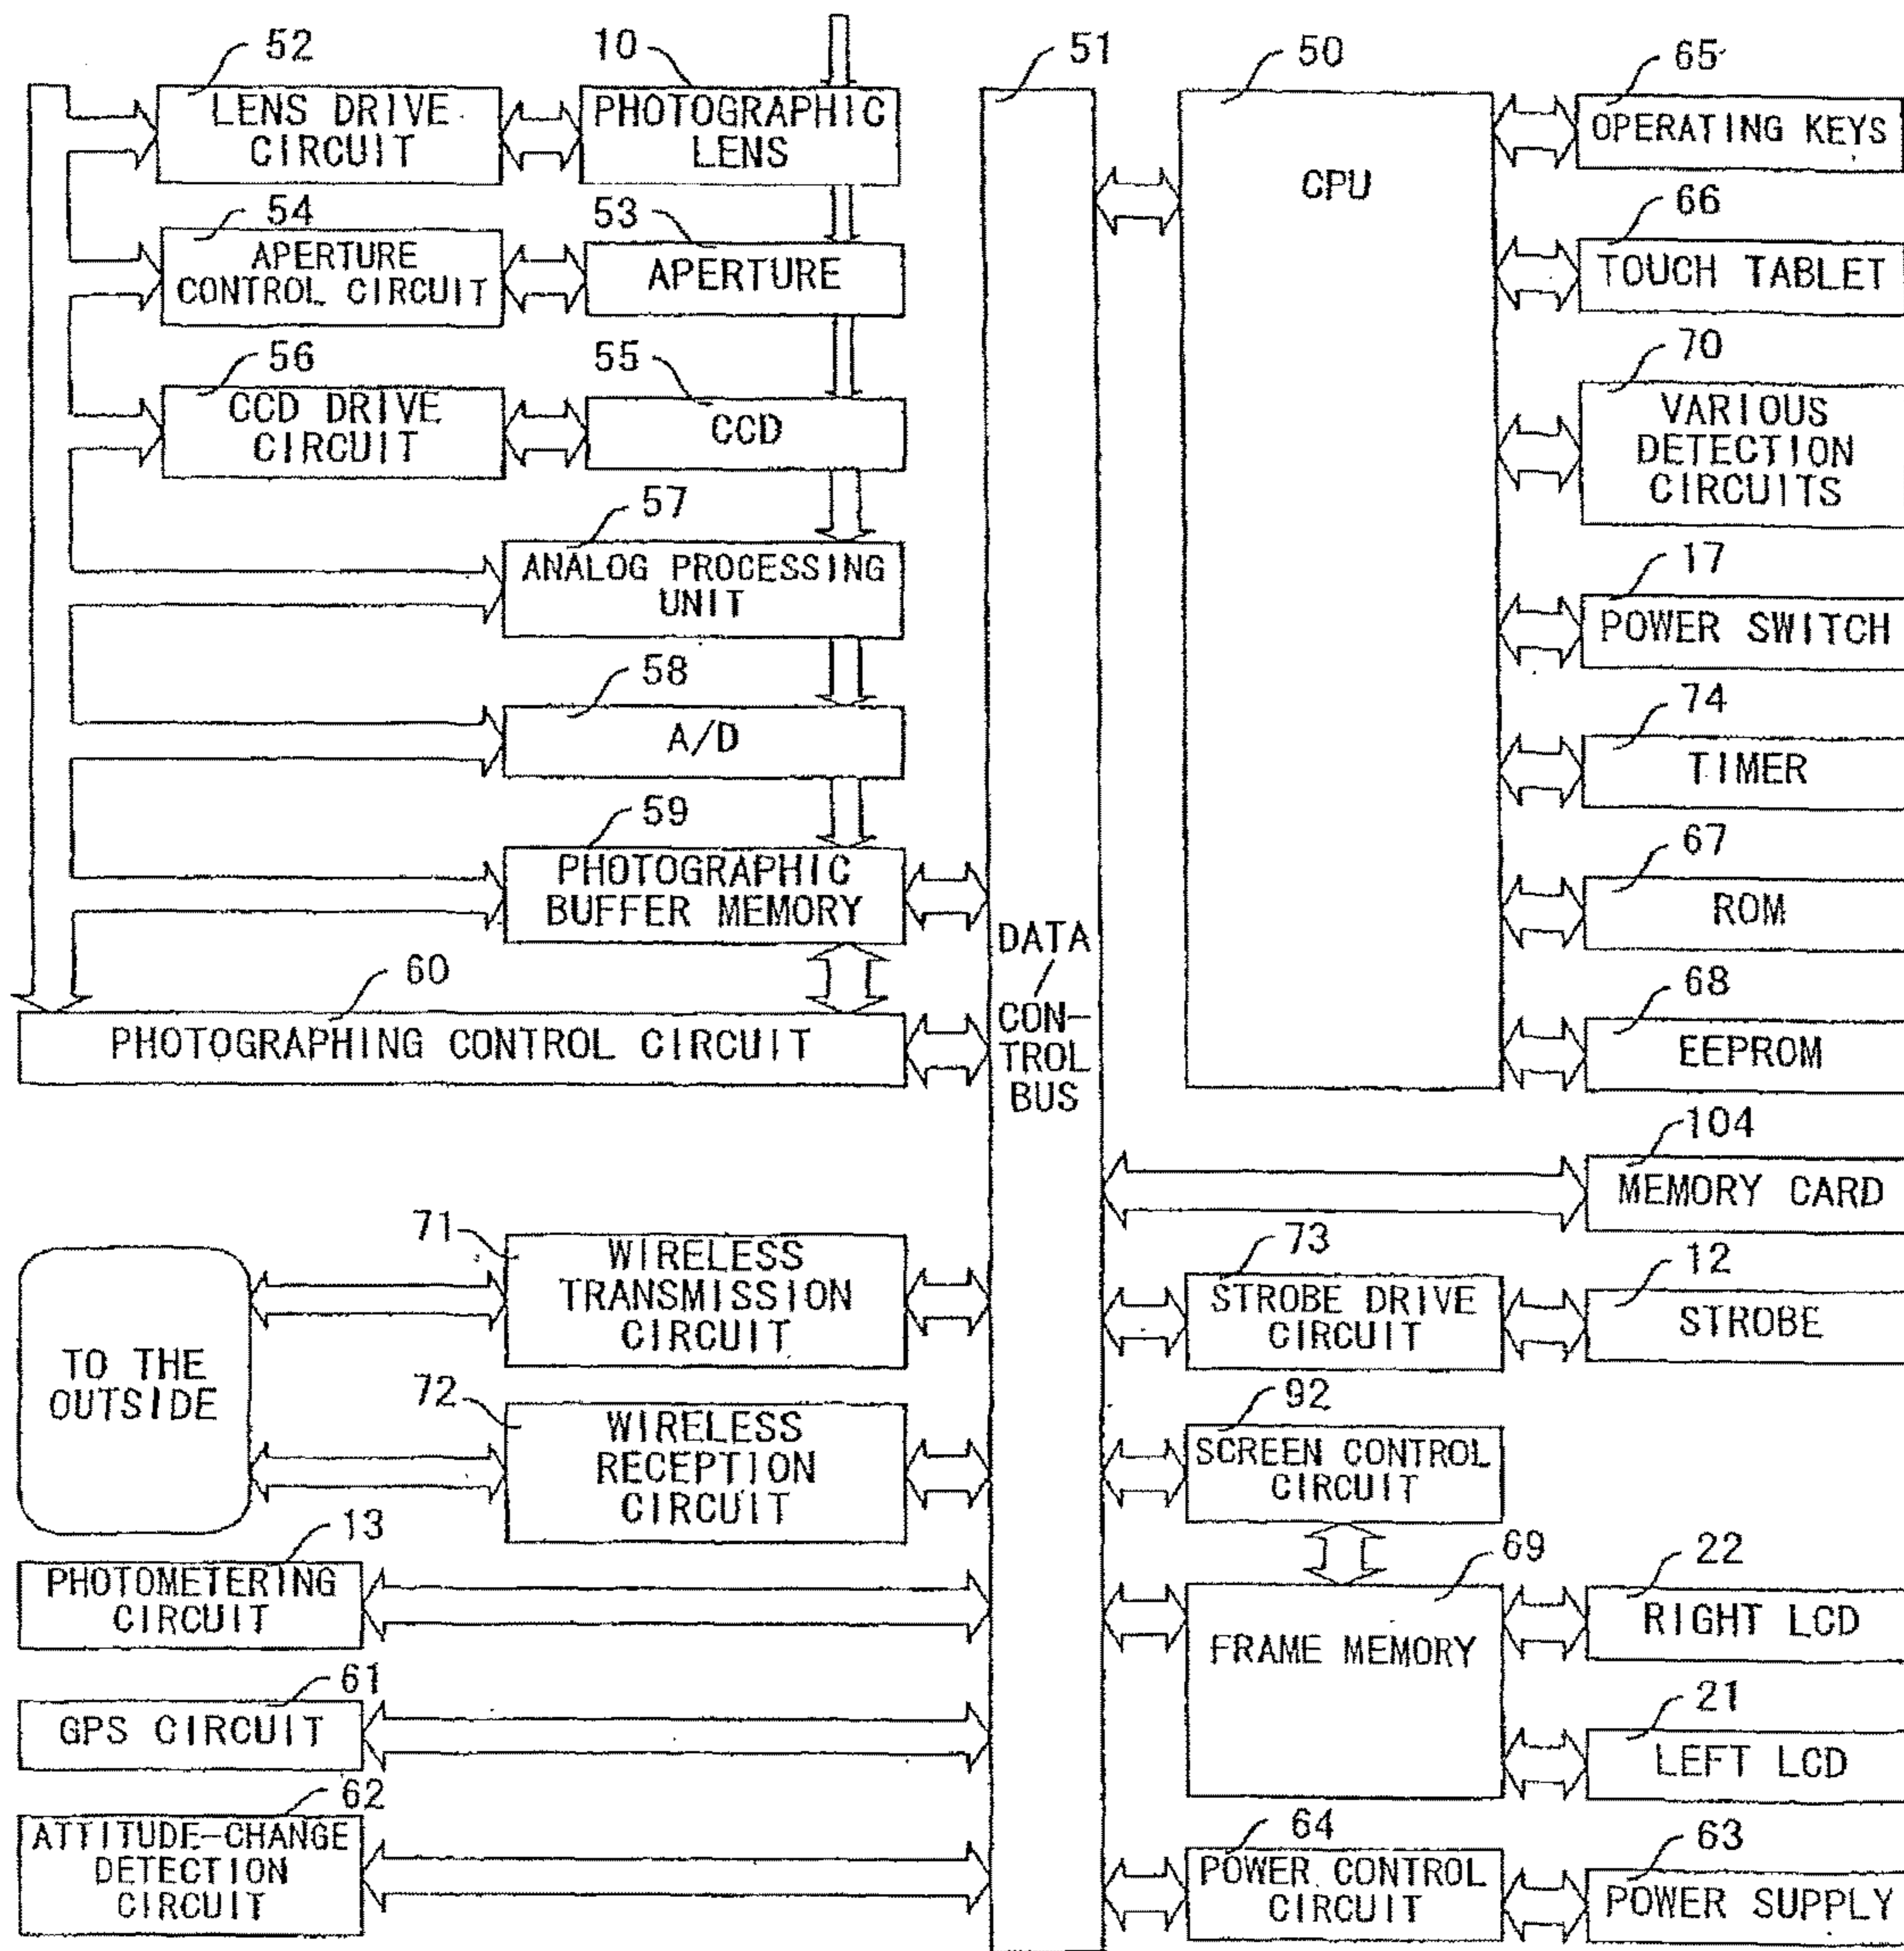 52
LENS DRIVE
CIRCUIT
10
PHOTOGRAPHIC
LENS
54
APERTURE
CONTROL CIRCUIT
53
APERTURE
56
CCD DRIVE
CIRCUIT
55
CCD
57
ANALOG PROCESSING
UNIT
58
A/D
59
PHOTOGRAPHIC
BUFFER MEMORY
60
PHOTOGRAPHING CONTROL CIRCUIT
71
WIRELESS
TRANSMISSION
CIRCUIT
TO THE
OUTSIDE
72
WIRELESS
RECEPTION
CIRCUIT
13
PHOTOMETERING
CIRCUIT
61
GPS CIRCUIT
62
ATTITUDE-CHANGE
DETECTION
CIRCUIT
51
DATA
/
CON-
TROL
BUS
50
CPU
65
OPERATING KEYS
66
TOUCH TABLET
70
VARIOUS
DETECTION
CIRCUITS
17
POWER SWITCH
74
TIMER
67
ROM
68
EEPROM
104
MEMORY CARD
73
STROBE DRIVE
CIRCUIT
12
STROBE
92
SCREEN CONTROL
CIRCUIT
69
FRAME MEMORY
22
RIGHT LCD
21
LEFT LCD
64
POWER CONTROL
CIRCUIT
63
POWER SUPPLY